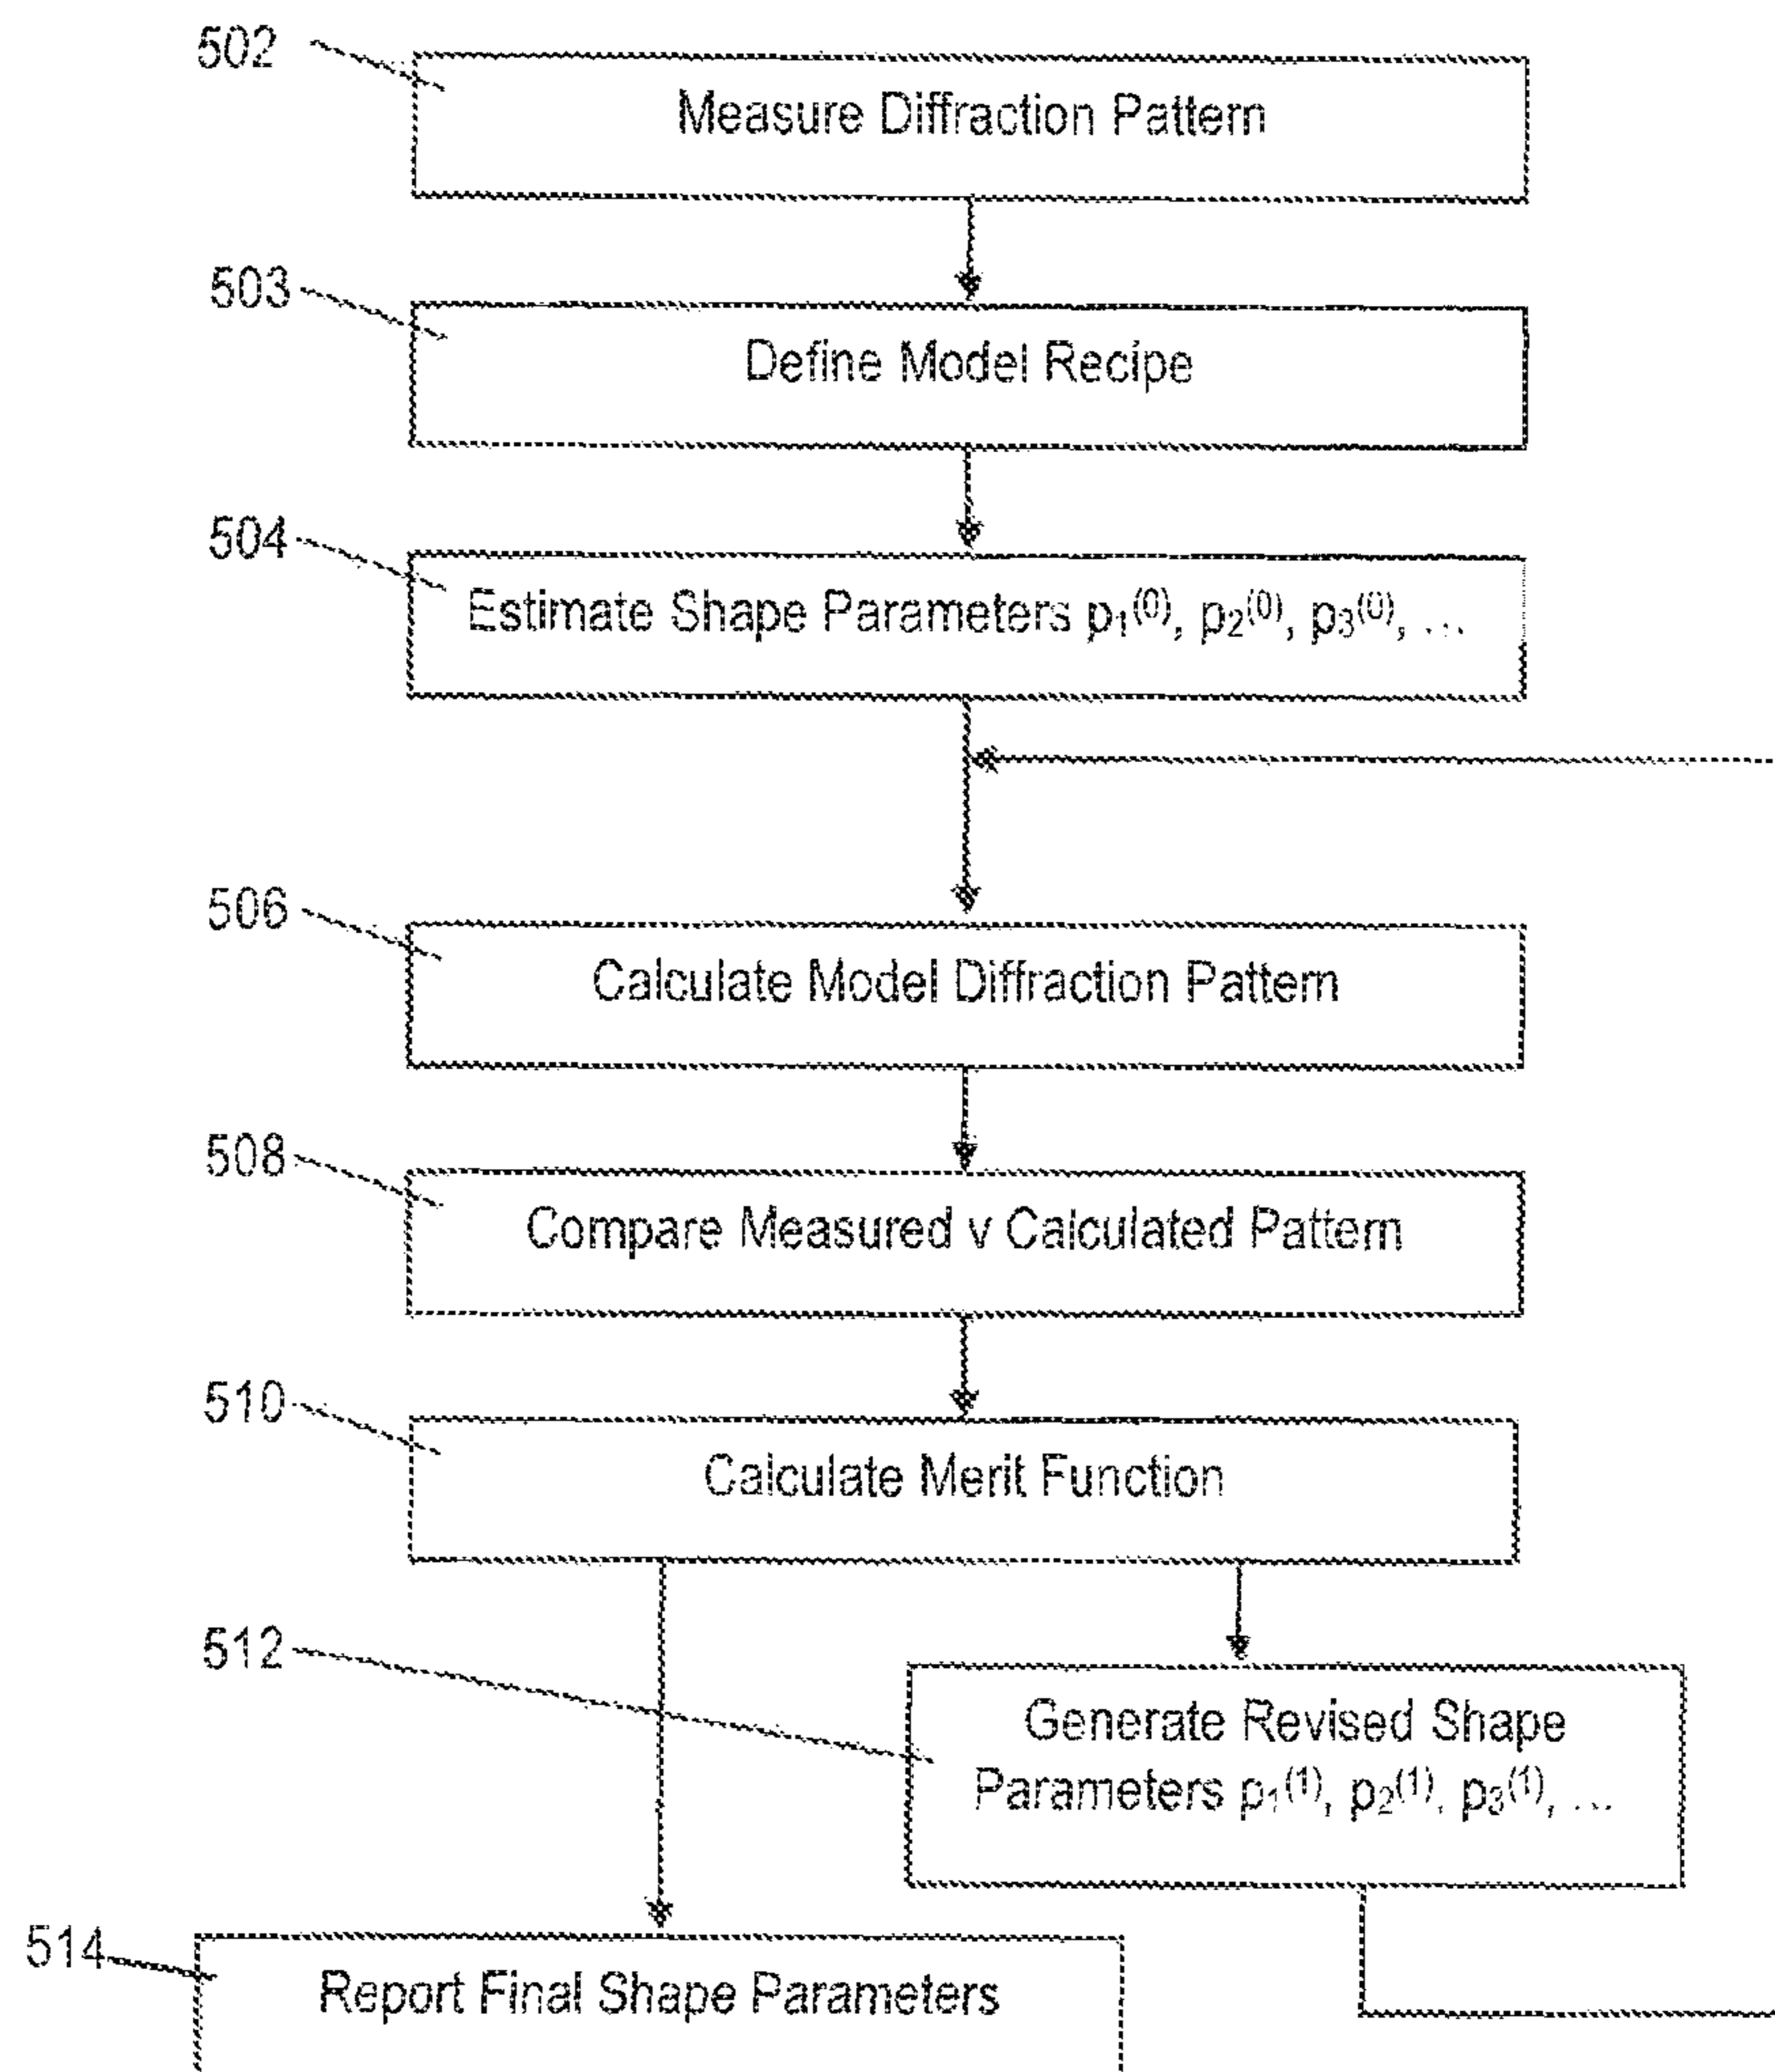 502
Measure Diffraction Pattern
503
Define Model Recipe
504
Estimate Shape Parameters p₁⁽⁰⁾, p₂⁽⁰⁾, p₃⁽⁰⁾, ...
506
Calculate Model Diffraction Pattern
508
Compare Measured v Calculated Pattern
510
Calculate Merit Function
512
Generate Revised Shape
Parameters p₁⁽¹⁾, p₂⁽¹⁾, p₃⁽¹⁾, ...
514
Report Final Shape Parameters